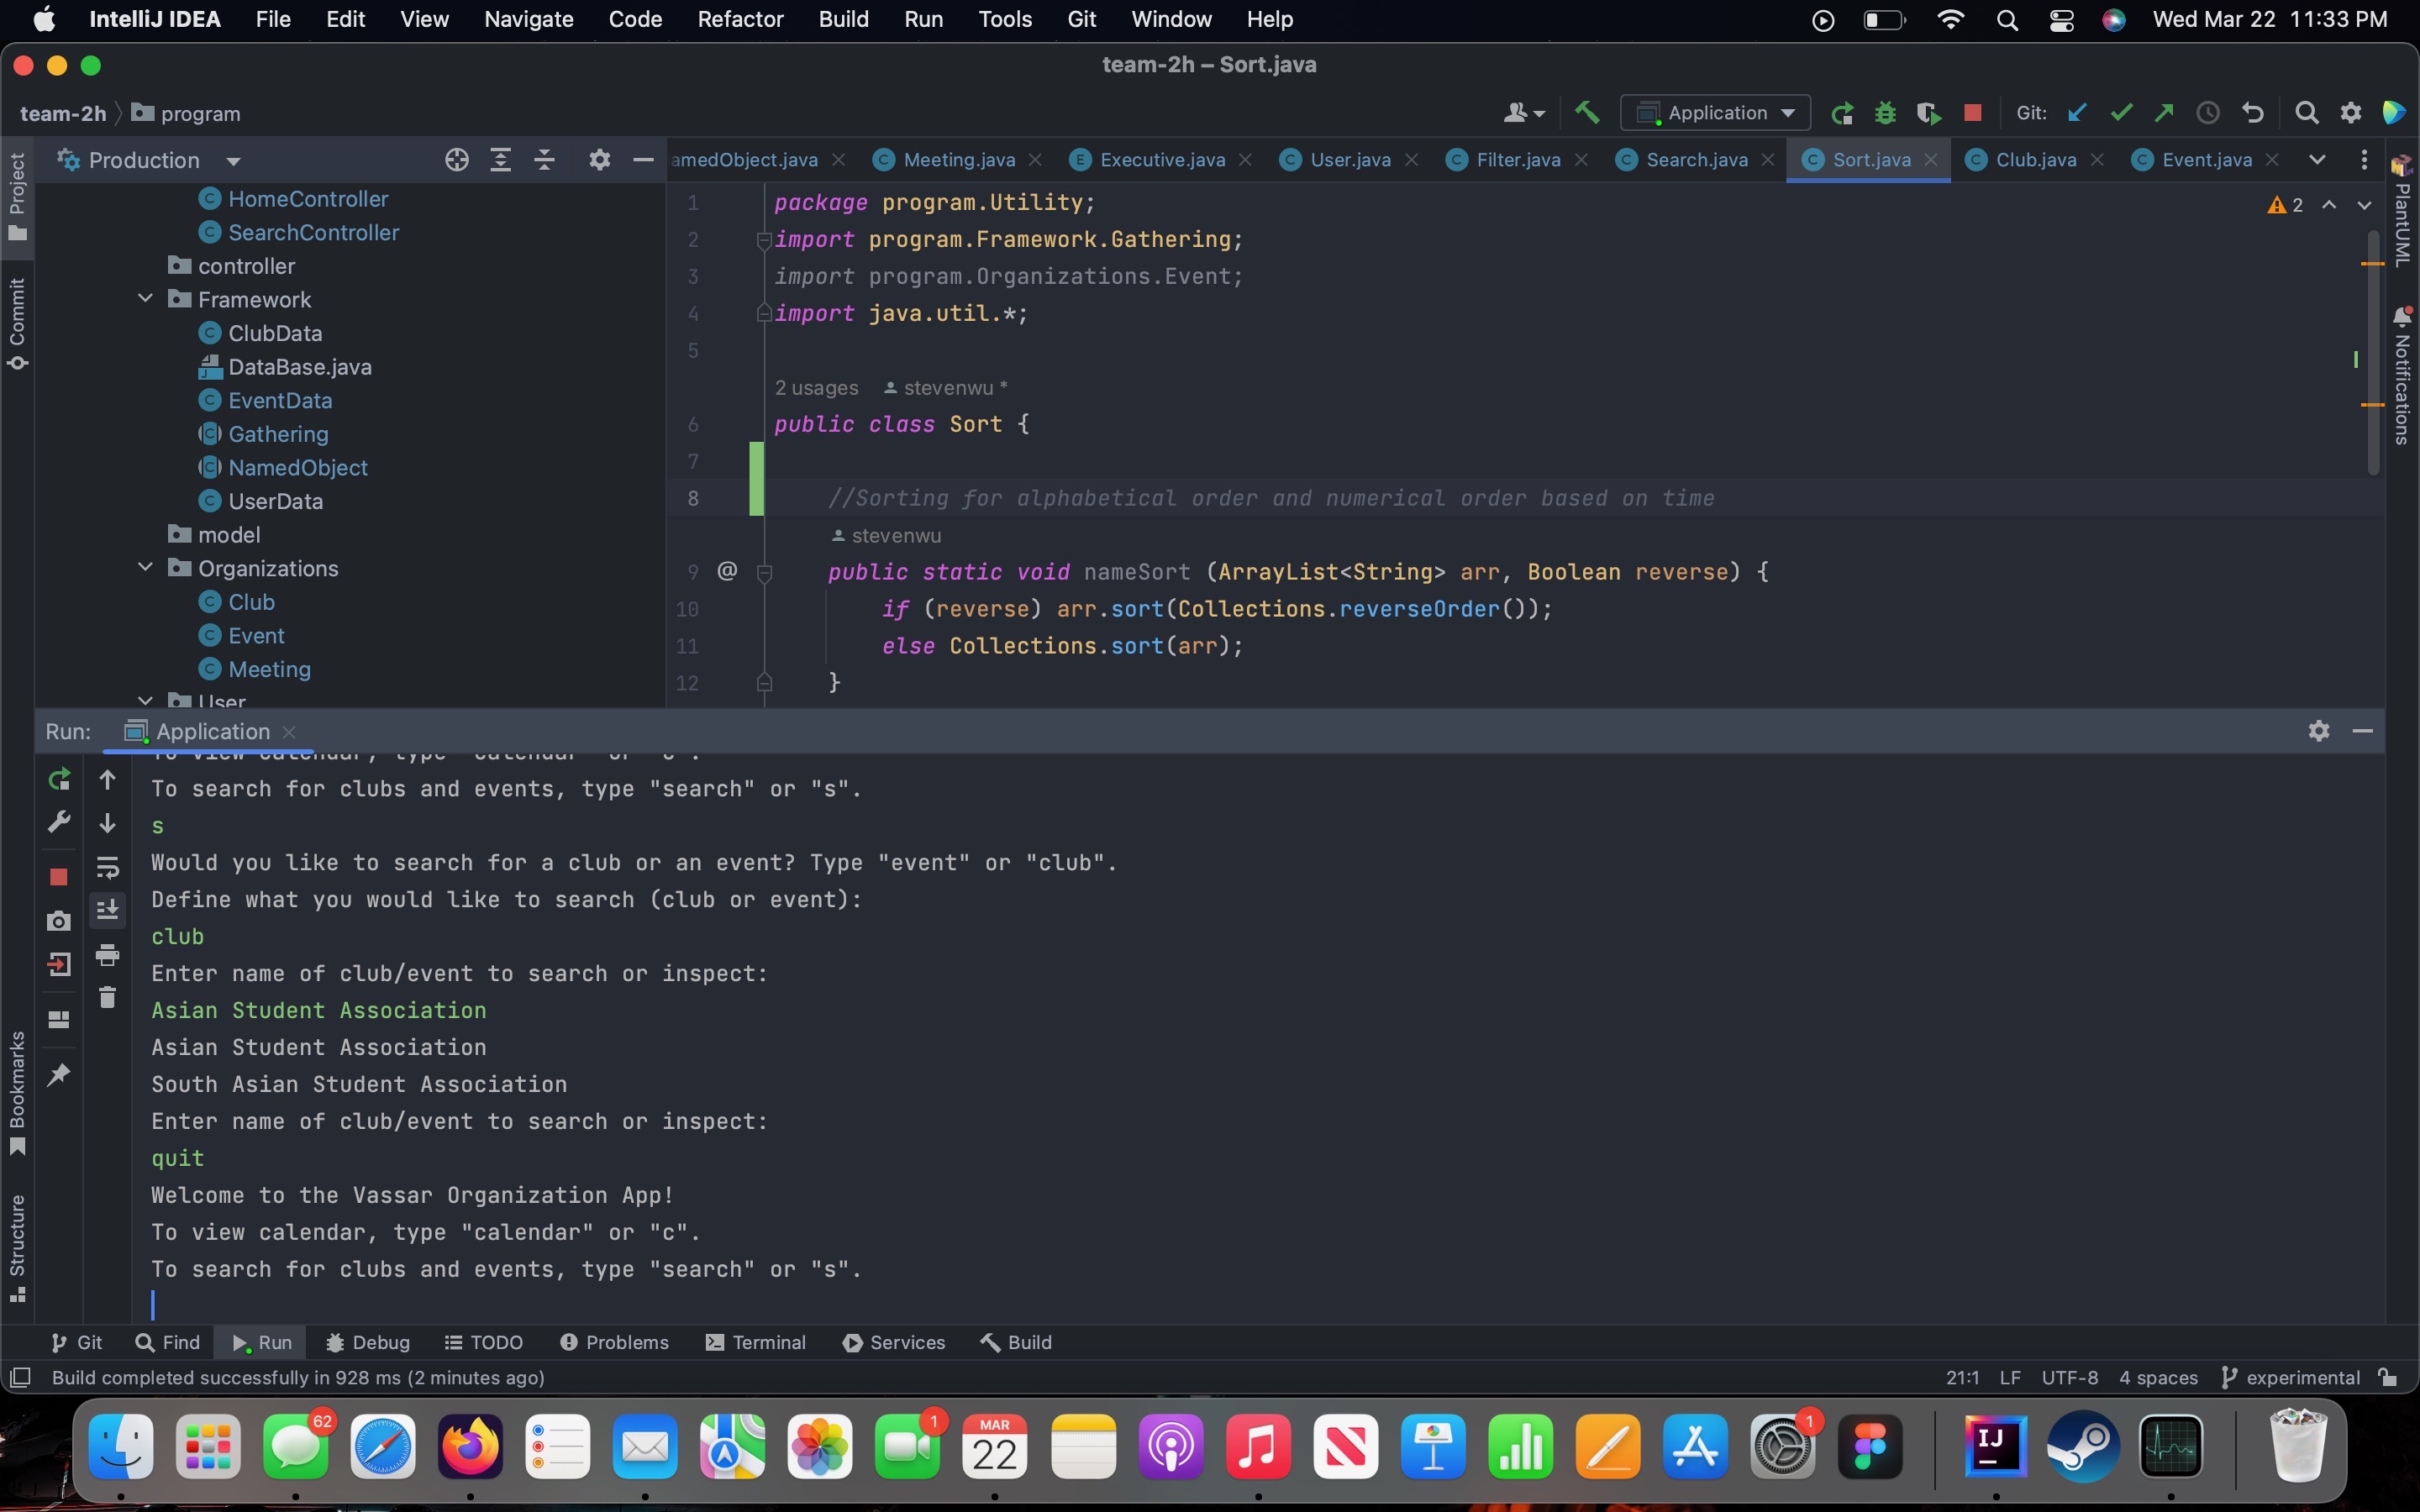 IntelliJ IDEA File Edit View Navigate Code Refactor Build Run Tools Git Window Help Wed Mar 22 11:33 PM
team-2h – Sort.java
team-2h program Application Git:
Project
Commit
Bookmarks
Structure
Production
HomeController
SearchController
controller
Framework
ClubData
DataBase.java
EventData
Gathering
NamedObject
UserData
model
Organizations
Club
Event
Meeting
User
amedObject.java Meeting.java Executive.java User.java Filter.java Search.java Sort.java Club.java Event.java
2
PlantUML
Notifications
1 package program.Utility;
2 import program.Framework.Gathering;
3 import program.Organizations.Event;
4 import java.util.*;
5
2 usages stevenwu *
6 public class Sort {
7
8 //Sorting for alphabetical order and numerical order based on time
stevenwu
9 @ public static void nameSort (ArrayList<String> arr, Boolean reverse) {
10 if (reverse) arr.sort(Collections.reverseOrder());
11 else Collections.sort(arr);
12 }
Run: Application
To view calendar, type "calendar" or "c".
To search for clubs and events, type "search" or "s".
s
Would you like to search for a club or an event? Type "event" or "club".
Define what you would like to search (club or event):
club
Enter name of club/event to search or inspect:
Asian Student Association
Asian Student Association
South Asian Student Association
Enter name of club/event to search or inspect:
quit
Welcome to the Vassar Organization App!
To view calendar, type "calendar" or "c".
To search for clubs and events, type "search" or "s".
Git Find Run Debug TODO Problems Terminal Services Build
Build completed successfully in 928 ms (2 minutes ago) 21:1 LF UTF-8 4 spaces experimental
62 1 MAR 22 1 IJ